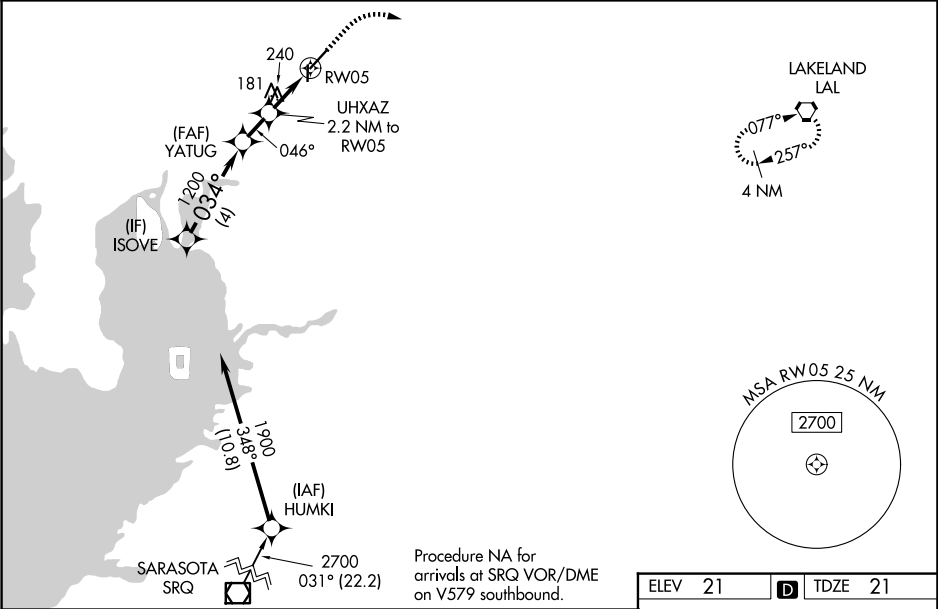 240
181
RW05
UHXAZ
2.2 NM to
RW05
(FAF)
YATUG
046°
1200
034°
(4)
(IF)
ISOVE
LAKELAND
LAL
077°
257°
4 NM
1900
348°
(10.8)
(IAF)
HUMKI
SARASOTA
SRQ
2700
031° (22.2)
Procedure NA for
arrivals at SRQ VOR/DME
on V579 southbound.
MSA RW05 25 NM
2700
ELEV 21 D TDZE 21